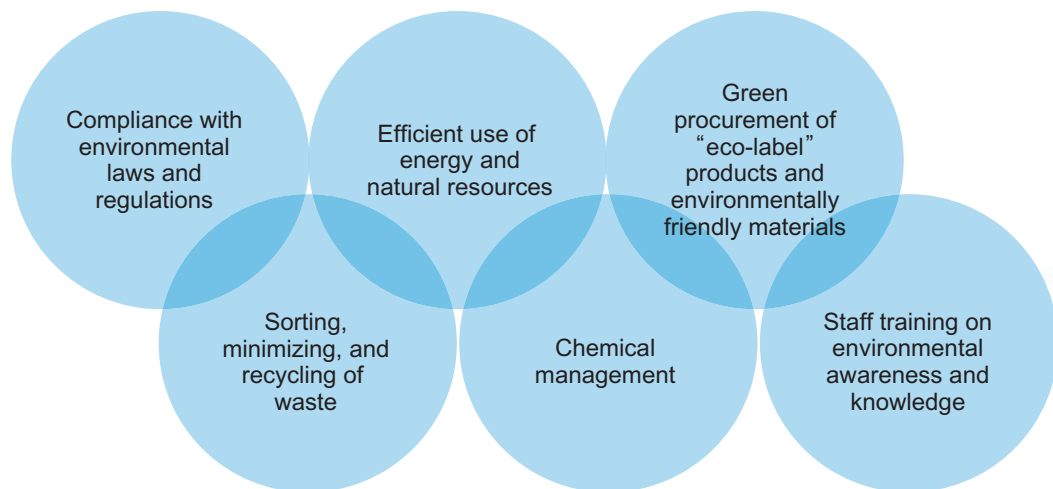 Compliance with
environmental
laws and
regulations
Efficient use of
energy and
natural resources
Green
procurement of
“eco-label”
products and
environmentally
friendly materials
Sorting,
minimizing, and
recycling of
waste
Chemical
management
Staff training on
environmental
awareness and
knowledge